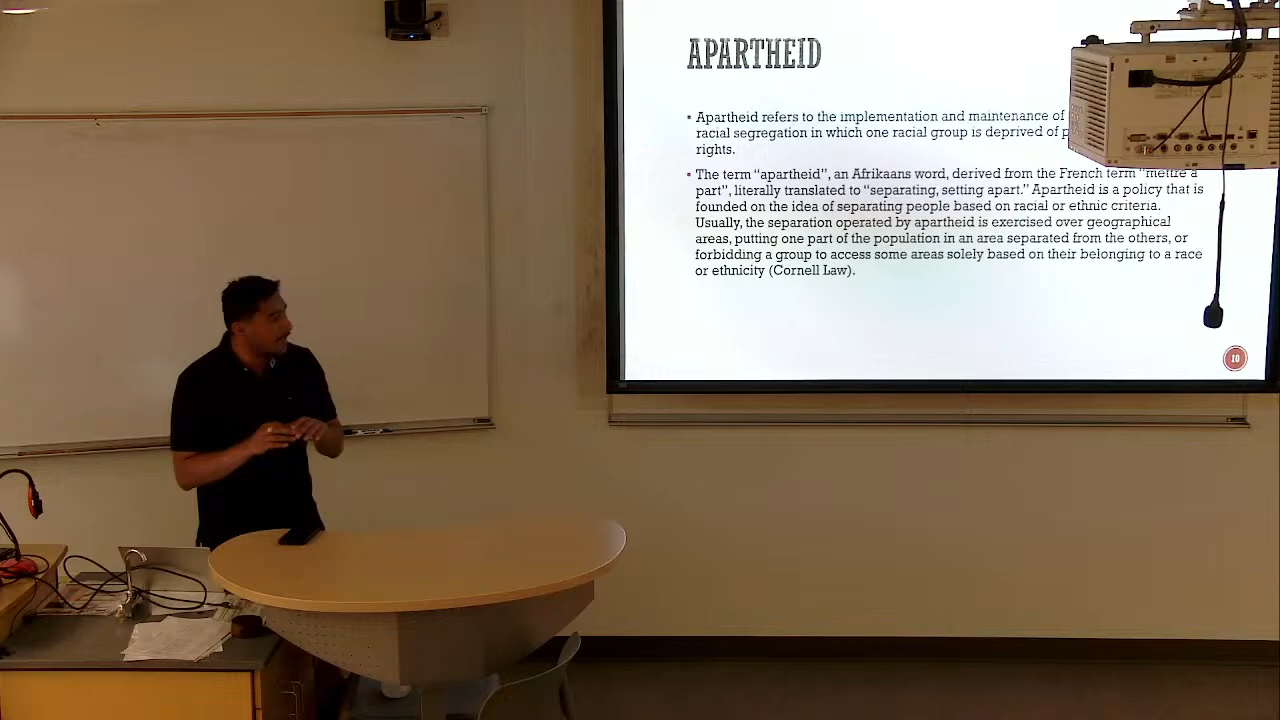 APARTHEID
▪ Apartheid refers to the implementation and maintenance of
racial segregation in which one racial group is deprived of
rights.
▪ The term “apartheid”, an Afrikaans word, derived from the French term “mettre a
part”, literally translated to “separating, setting apart.” Apartheid is a policy that is
founded on the idea of separating people based on racial or ethnic criteria.
Usually, the separation operated by apartheid is exercised over geographical
areas, putting one part of the population in an area separated from the others, or
forbidding a group to access some areas solely based on their belonging to a race
or ethnicity (Cornell Law).
10